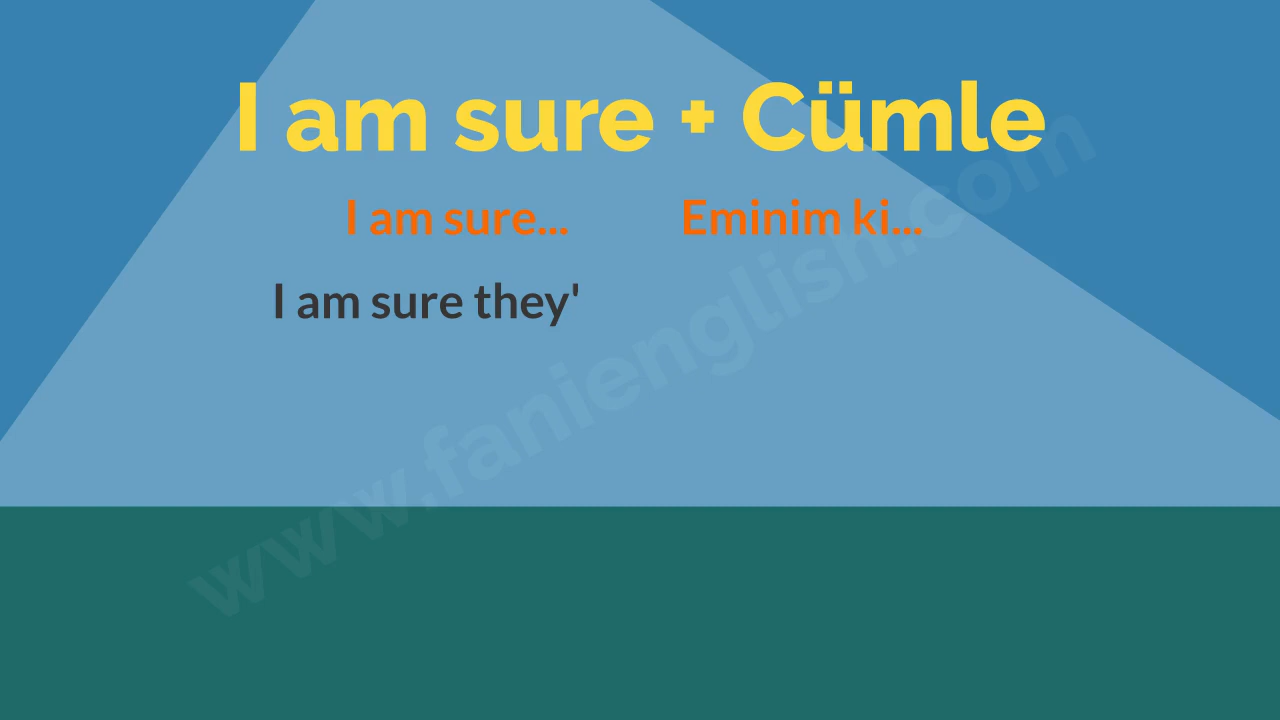 I am sure + Cümle
I am sure... Eminim ki...
I am sure they'
www.fanienglish.com